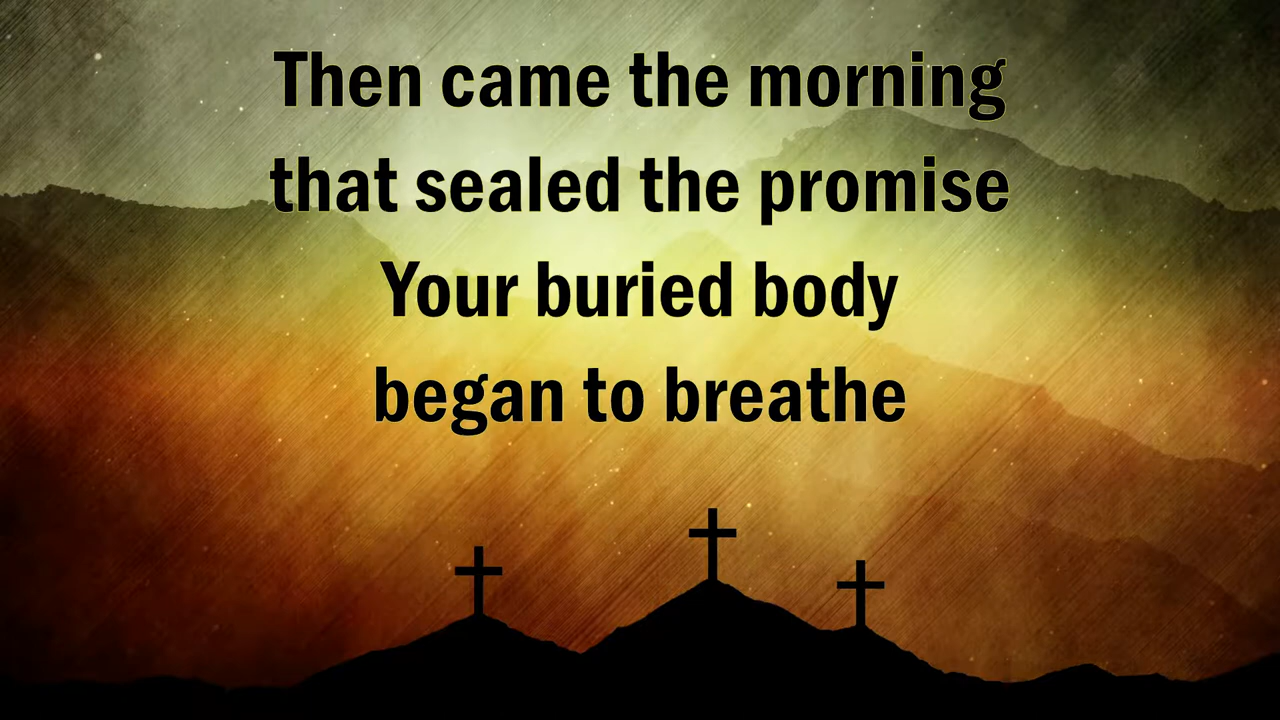 Then came the morning
that sealed the promise
Your buried body
began to breathe